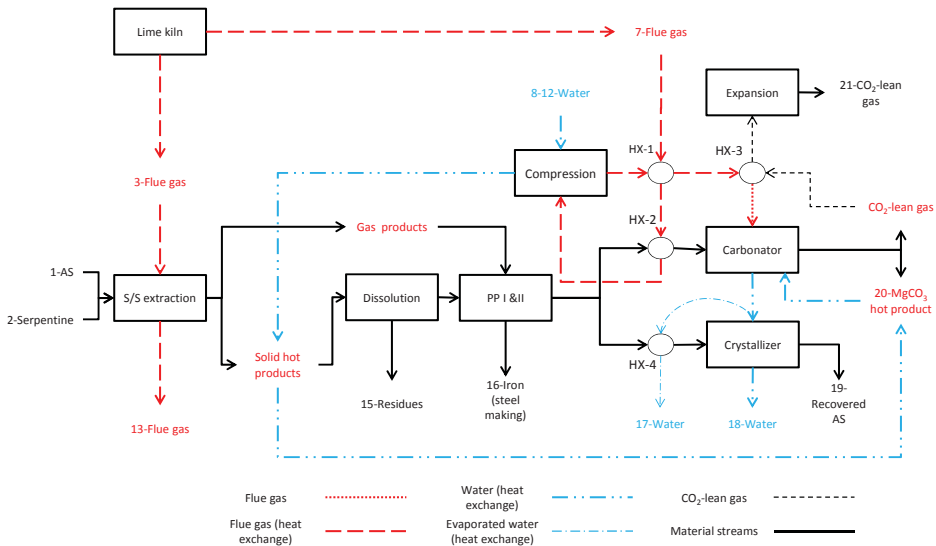 Lime kiln
7-Flue gas
Expansion
21-CO₂-lean
gas
8-12-Water
HX-1
HX-3
Compression
3-Flue gas
CO₂-lean gas
HX-2
Gas products
Carbonator
1-AS
S/S extraction
Dissolution
PP I &II
20-MgCO₃
hot product
2-Serpentine
Crystallizer
Solid hot
products
HX-4
16-Iron
(steel
making)
15-Residues
19-
Recovered
AS
13-Flue gas
17-Water
18-Water
Flue gas
Water (heat
exchange)
CO₂-lean gas
Flue gas (heat
exchange)
Evaporated water
(heat exchange)
Material streams